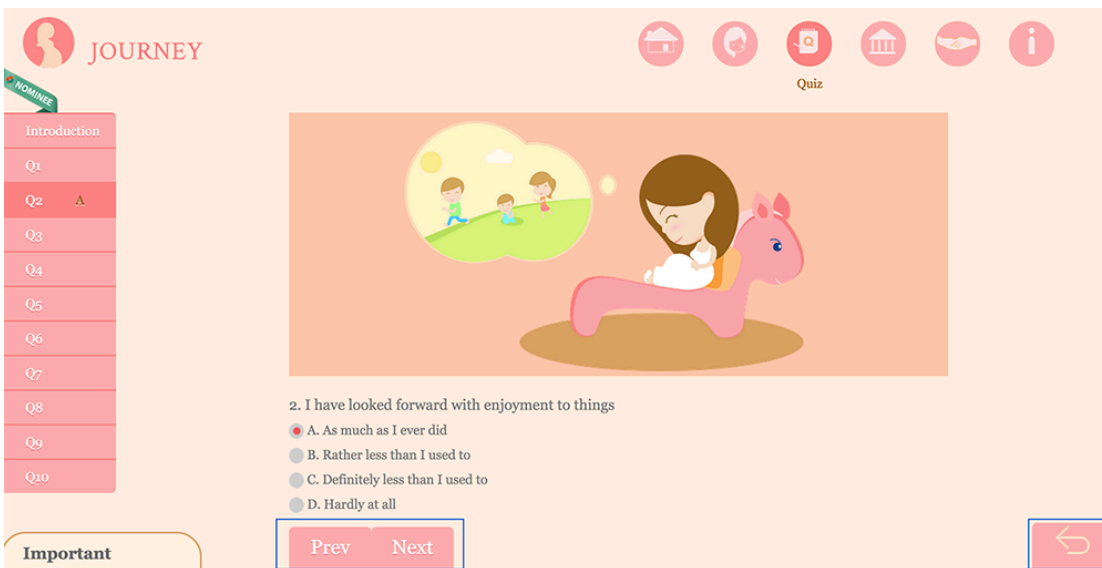 JOURNEY
Quiz
NOMINEE
Introduction
Q1
Q2 A
Q3
Q4
Q5
Q6
Q7
Q8
Q9
Q10
Q
2. I have looked forward with enjoyment to things
A. As much as I ever did
B. Rather less than I used to
C. Definitely less than I used to
D. Hardly at all
Prev Next
Important